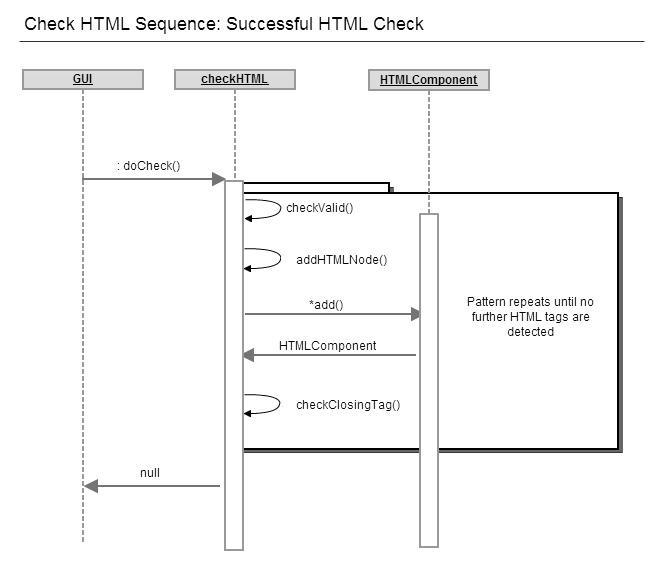 Check HTML Sequence: Successful HTML Check
GUI
checkHTML
HTMLComponent
: doCheck()
checkValid()
addHTMLNode()
*add()
Pattern repeats until no
further HTML tags are
detected
HTMLComponent
checkClosingTag()
null